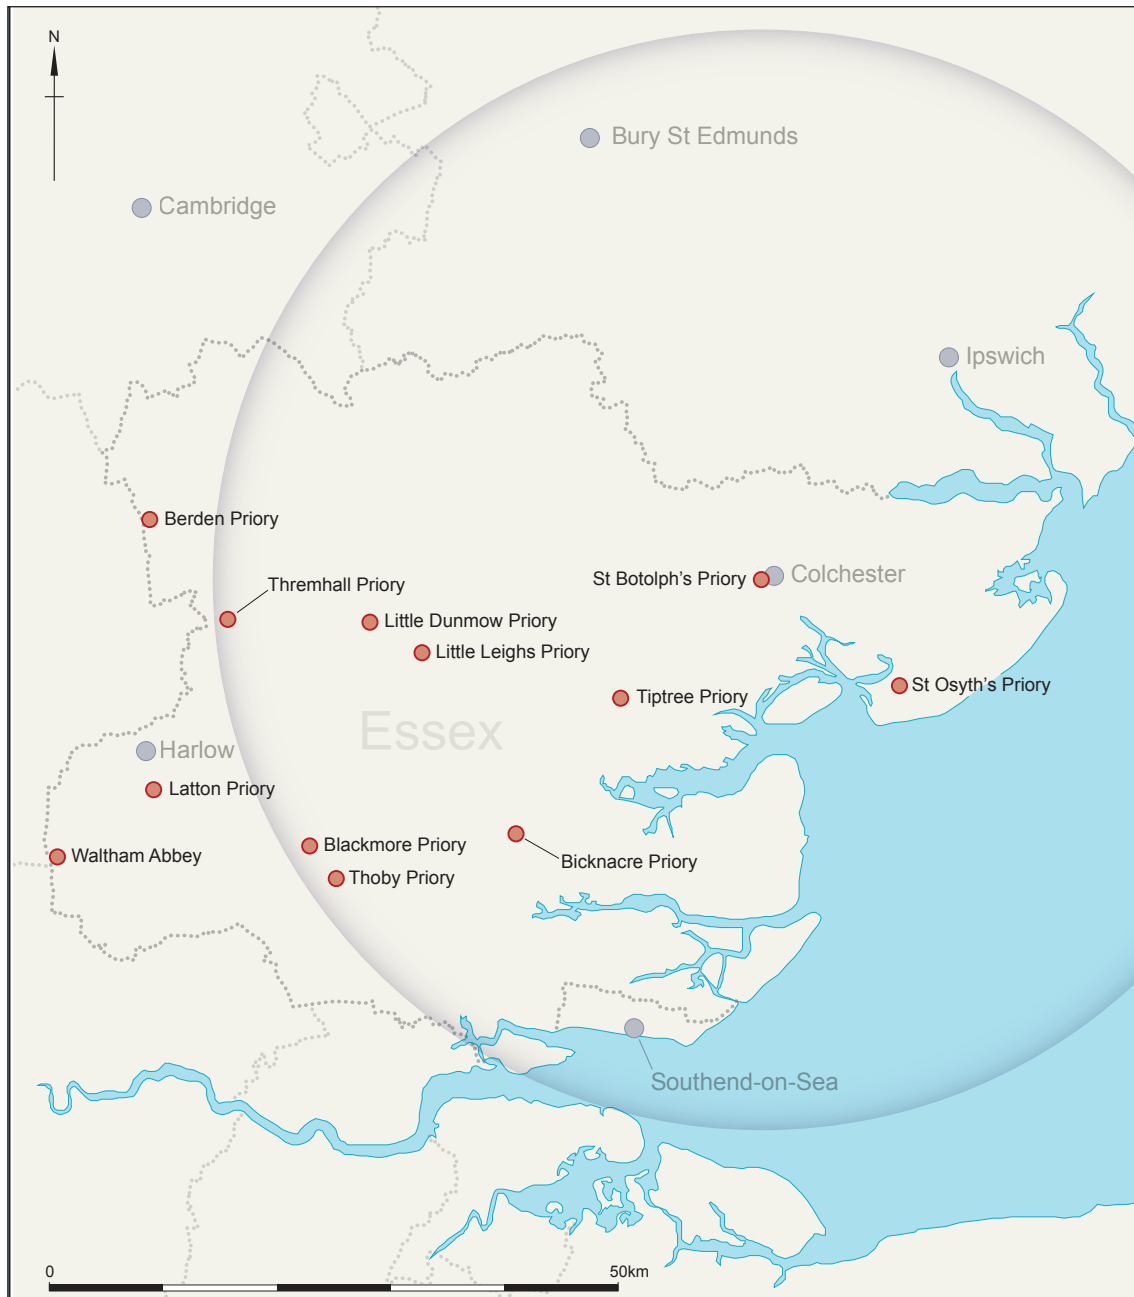 N
Bury St Edmunds
Cambridge
Ipswich
Berden Priory
Thremhall Priory
St Botolph's Priory
Colchester
Little Dunmow Priory
Little Leighs Priory
St Osyth's Priory
Tiptree Priory
Essex
Harlow
Latton Priory
Blackmore Priory
Waltham Abbey
Bicknacre Priory
Thoby Priory
Southend-on-Sea
0
50km